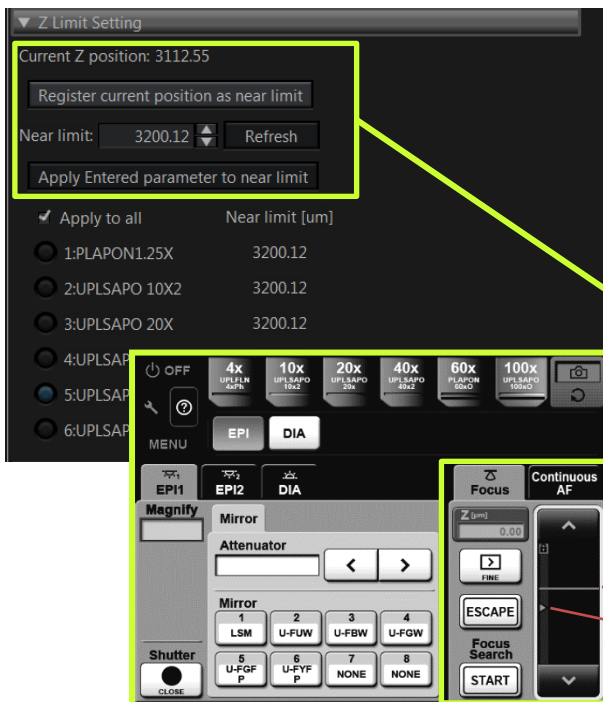 Z Limit Setting
Current Z position: 3112.55
Register current position as near limit
Near limit: 3200.12 Refresh
Apply Entered parameter to near limit
Apply to all Near limit [um]
1:PLAPON1.25X 3200.12
2:UPLSAPO 10X2 3200.12
3:UPLSAPO 20X 3200.12
4:UPLSAP
5:UPLSAP
6:UPLSAP
OFF
4x UPLFLN 4xPh
10x UPLSAPO 10x2
20x UPLSAPO 20x
40x UPLSAPO 40x2
60x PLAPON 60xO
100x UPLSAPO 100xO
MENU
EPI DIA
EPI1 EPI2 DIA
Focus Continuous AF
Magnify
Mirror
Z [µm]
0.00
Attenuator
FINE
Mirror
1 LSM
2 U-FUW
3 U-FBW
4 U-FGW
5 U-FGF P
6 U-FYF P
7 NONE
8 NONE
ESCAPE
Focus Search
START
Shutter
CLOSE